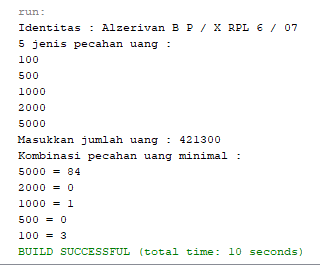 run:
Identitas : Alzerivan B P / X RPL 6 / 07
5 jenis pecahan uang :
100
500
1000
2000
5000
Masukkan jumlah uang : 421300
Kombinasi pecahan uang minimal :
5000 = 84
2000 = 0
1000 = 1
500 = 0
100 = 3
BUILD SUCCESSFUL (total time: 10 seconds)